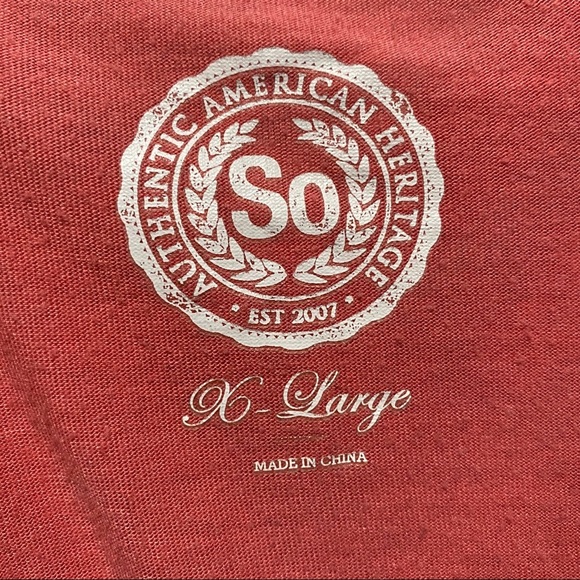 AUTHENTIC AMERICAN HERITAGE
So
• EST 2007 •
X-Large
MADE IN CHINA